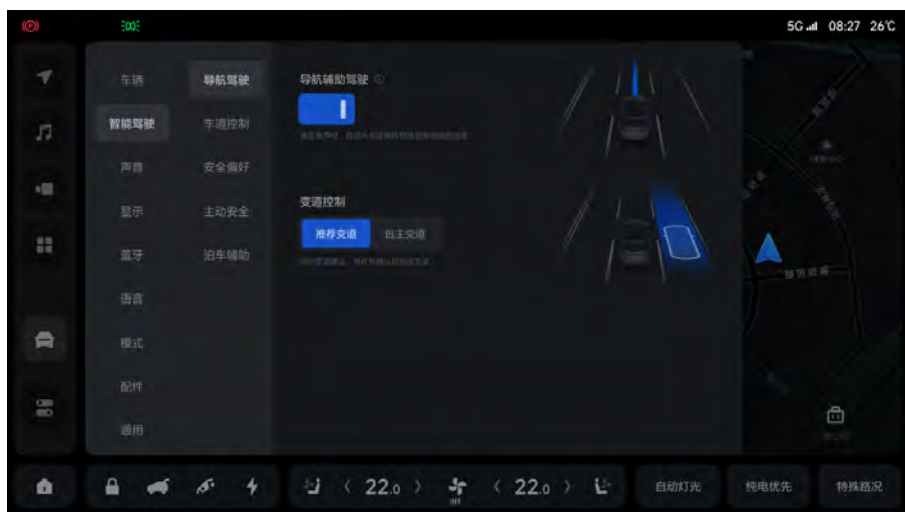 5G 08:27 26℃
车辆
智能驾驶
声音
显示
蓝牙
语言
模式
配件
通用
导航驾驶
车道控制
安全偏好
主动安全
泊车辅助
导航辅助驾驶
变道控制
推荐变道 自主变道
22.0
OFF
22.0
自动灯光
纯电优先
特殊路况